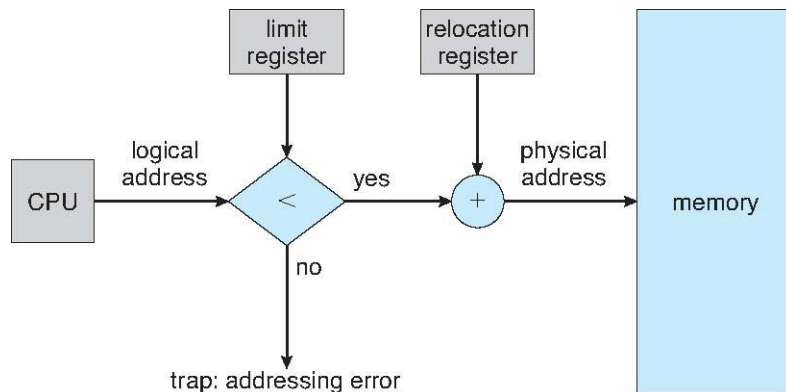 limit
register
relocation
register
logical
address
physical
address
CPU
<
yes
+
memory
no
trap: addressing error